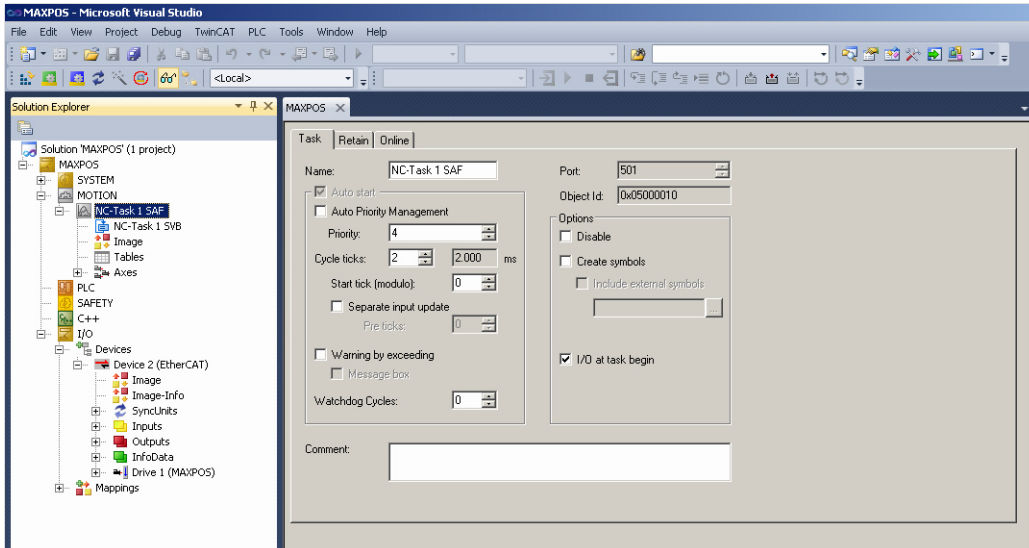 MAXPOS - Microsoft Visual Studio
File Edit View Project Debug TwinCAT PLC Tools Window Help
<Local>
Solution Explorer
MAXPOS
Solution 'MAXPOS' (1 project)
MAXPOS
SYSTEM
MOTION
NC-Task 1 SAF
NC-Task 1 SVB
Image
Tables
Axes
PLC
SAFETY
C++
I/O
Devices
Device 2 (EtherCAT)
Image
Image-Info
SyncUnits
Inputs
Outputs
InfoData
Drive 1 (MAXPOS)
Mappings
Task Retain Online
Name: NC-Task 1 SAF
Auto start
Auto Priority Management
Priority: 4
Cycle ticks: 2 2.000 ms
Start tick (modulo): 0
Separate input update
Pre ticks: 0
Warning by exceeding
Message box
Watchdog Cycles: 0
Port: 501
Object Id: 0x05000010
Options
Disable
Create symbols
Include external symbols
...
I/O at task begin
Comment: